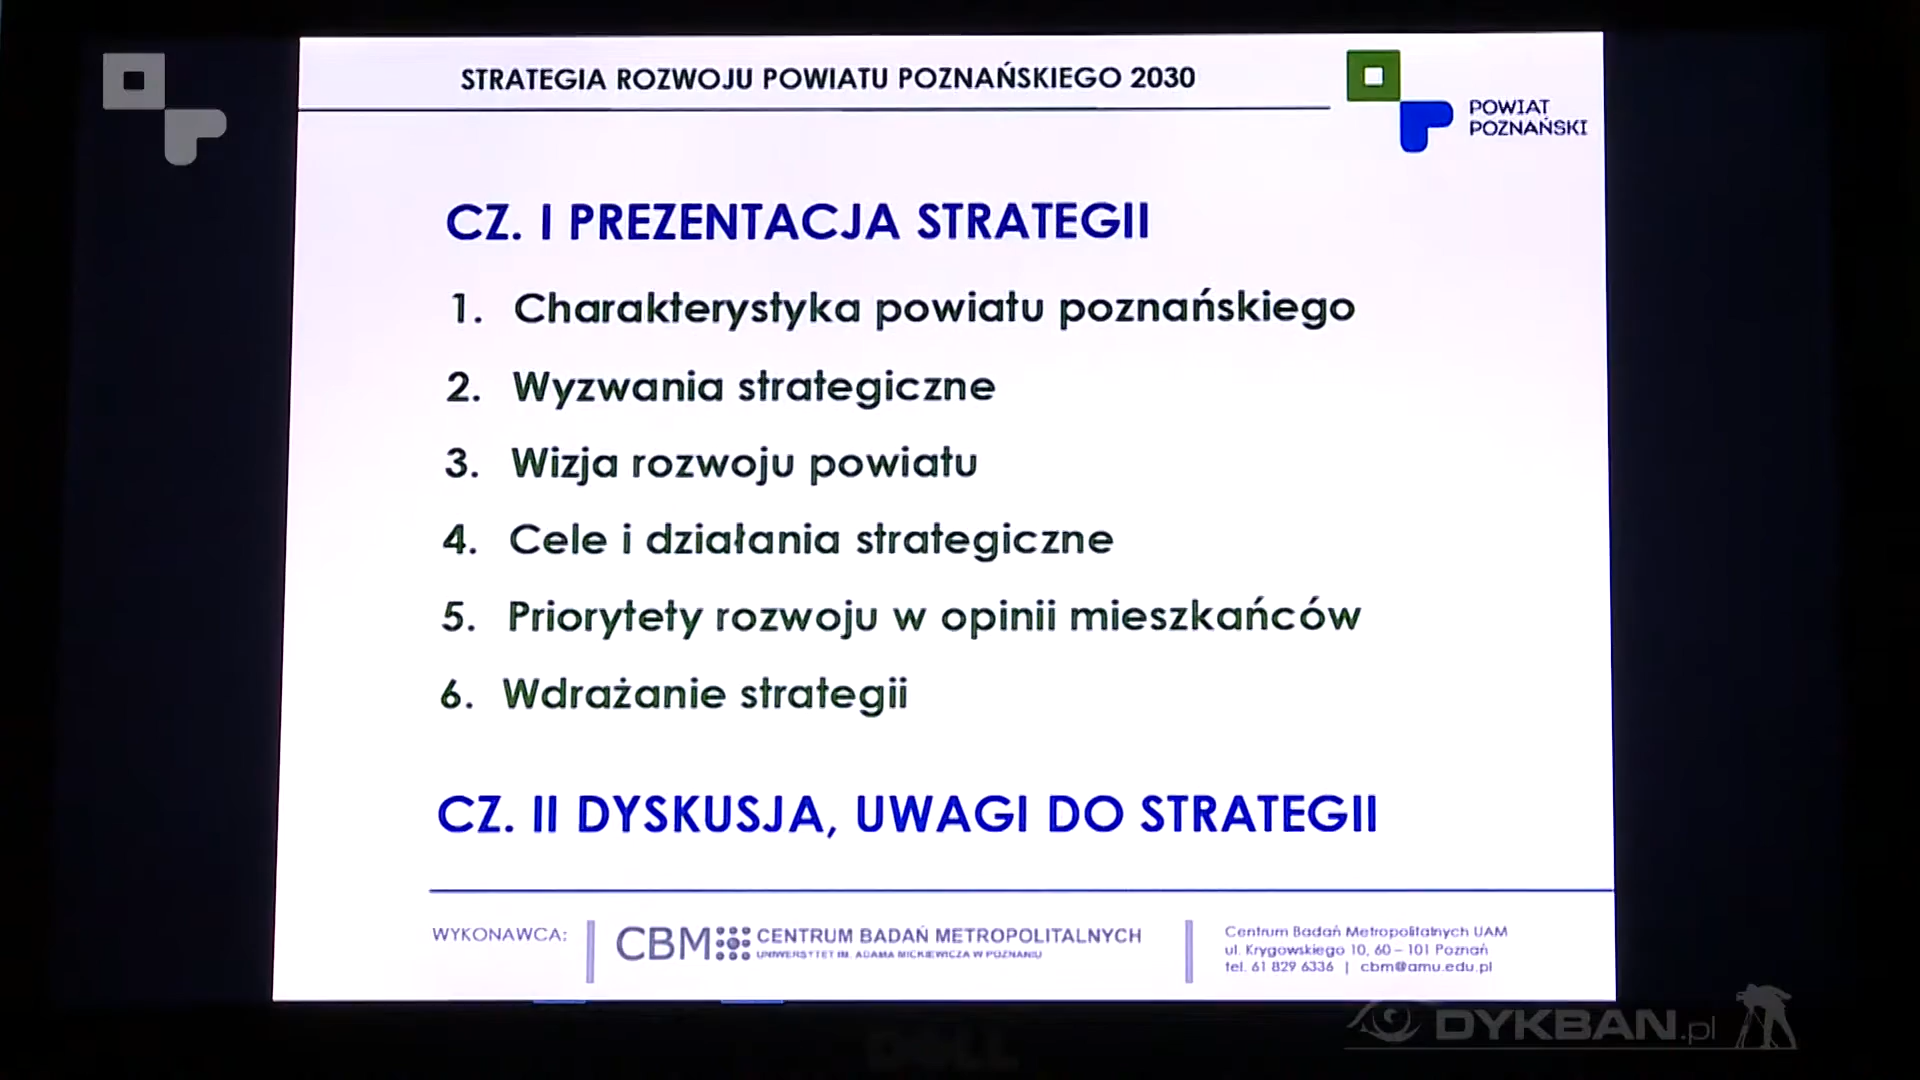 STRATEGIA ROZWOJU POWIATU POZNAŃSKIEGO 2030
POWIAT
POZNAŃSKI
CZ. I PREZENTACJA STRATEGII
1. Charakterystyka powiatu poznańskiego
2. Wyzwania strategiczne
3. Wizja rozwoju powiatu
4. Cele i działania strategiczne
5. Priorytety rozwoju w opinii mieszkańców
6. Wdrażanie strategii
CZ. II DYSKUSJA, UWAGI DO STRATEGII
WYKONAWCA:
CBM
CENTRUM BADAŃ METROPOLITALNYCH
UNIWERSYTET IM. ADAMA MICKIEWICZA W POZNANIU
Centrum Badań Metropolitalnych UAM
ul. Krygowskiego 10, 60 – 101 Poznań
tel. 61 829 6336 | cbm@amu.edu.pl
DYKBAN.pl
DELL